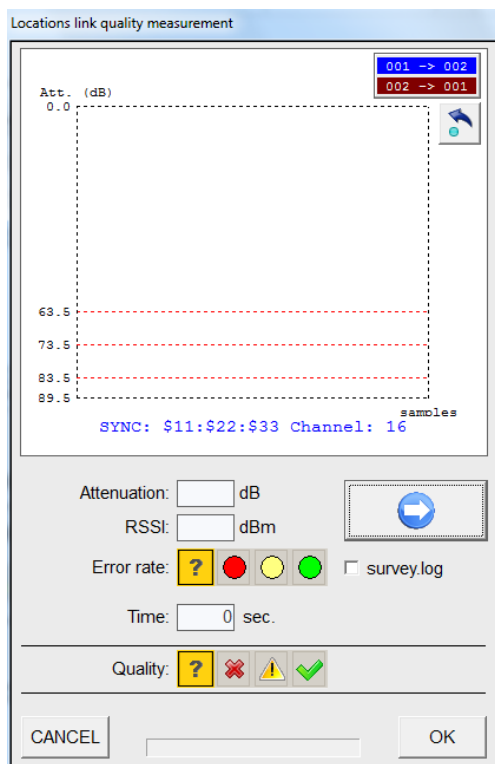 Locations link quality measurement
001 -> 002
002 -> 001
Att. (dB)
0.0
63.5
73.5
83.5
89.5
samples
SYNC: $11:$22:$33 Channel: 16
Attenuation: dB
RSSI: dBm
Error rate: ? survey.log
Time: 0 sec.
Quality: ?
CANCEL OK